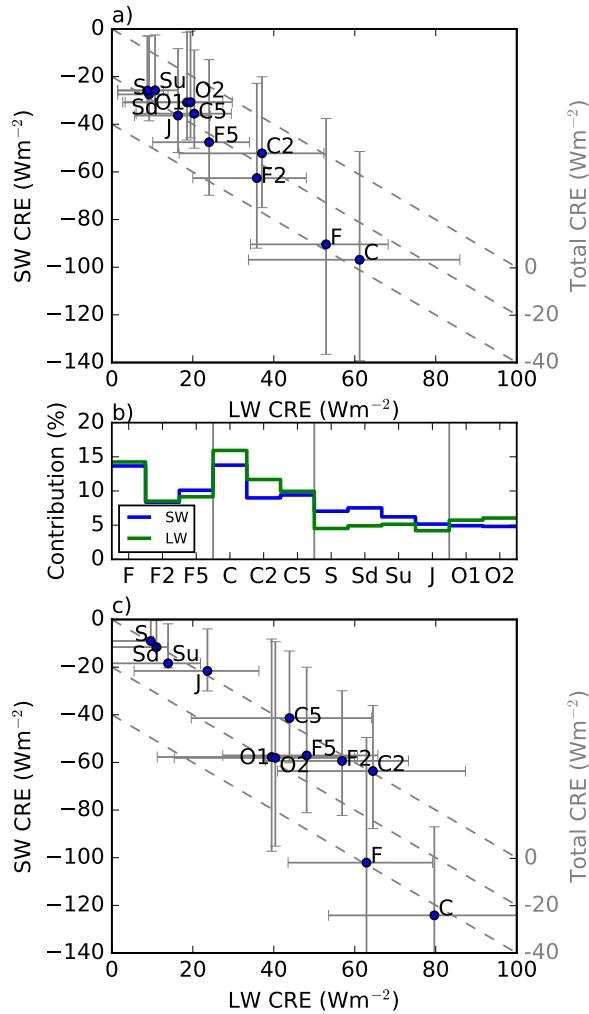 a)
0
−20
−40
−60
−80
−100
−120
−140
SW CRE (Wm−2)
S
Su
Sd
O1
O2
C5
J
F5
C2
F2
F
C
0
-20
-40
Total CRE (Wm−2)
0 20 40 60 80 100
LW CRE (Wm−2)
b)
20
15
10
5
0
Contribution (%)
SW
LW
F F2 F5 C C2 C5 S Sd Su J O1 O2
c)
0
−20
−40
−60
−80
−100
−120
−140
SW CRE (Wm−2)
S
Sd Su
J
C5
O1
O2
F5
F2
C2
F
C
0
-20
-40
Total CRE (Wm−2)
0 20 40 60 80 100
LW CRE (Wm−2)